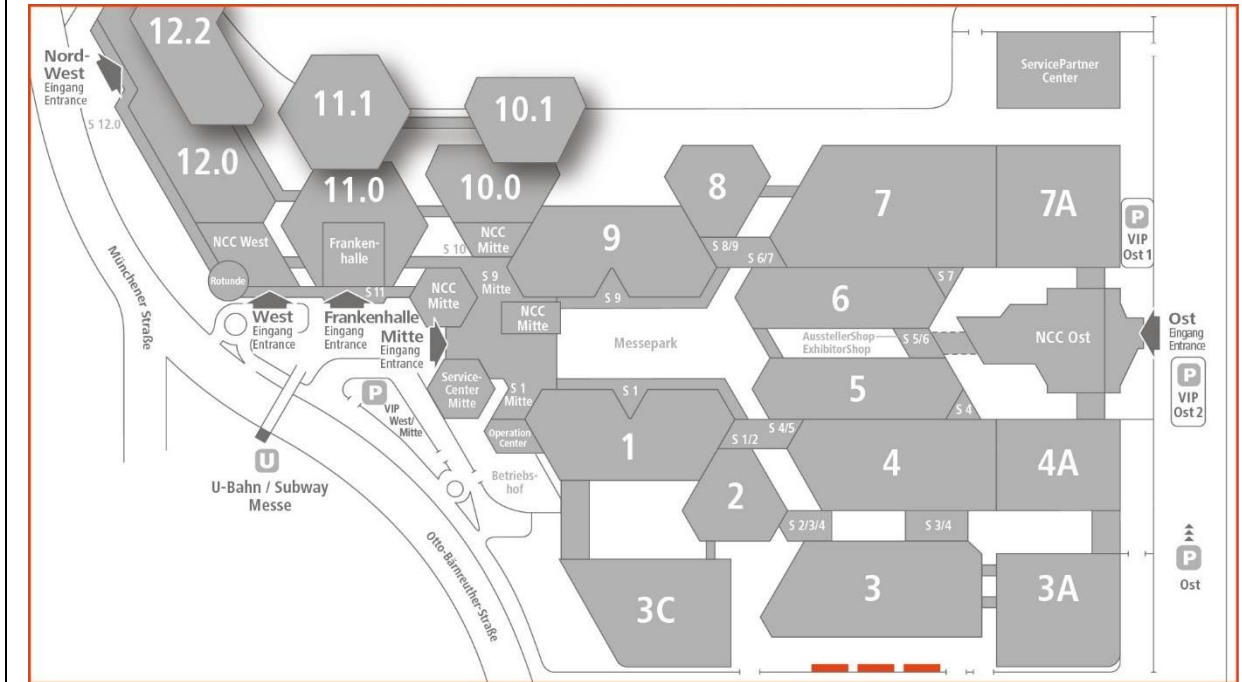 12.2
Nord-
West
Eingang
Entrance
S 12.0
12.0
11.1
10.1
11.0
10.0
NCC West
Franken-
halle
S 10
NCC
Mitte
Rotunde
S 11
NCC
Mitte
S 9
Mitte
NCC
Mitte
9
S 9
8
S 8/9
S 6/7
7
7A
ServicePartner
Center
P
VIP
Ost 1
S 7
6
AusstellerShop
ExhibitorShop
S 5/6
NCC Ost
Ost
Eingang
Entrance
P
VIP
Ost 2
Messepark
5
S 4
West
Eingang
(Entrance
Frankenhalle
Eingang
Entrance
Mitte
Eingang
Entrance
Service-
Center
Mitte
S 1
Mitte
S 1
Operation
Center
1
S 1/2
S 4/5
4
4A
Betriebs-
hof
2
S 2/3/4
S 3/4
3C
3
3A
P
Ost
P
VIP
West/
Mitte
U
U-Bahn / Subway
Messe
Münchener Straße
Otto-Bärnreuther-Straße